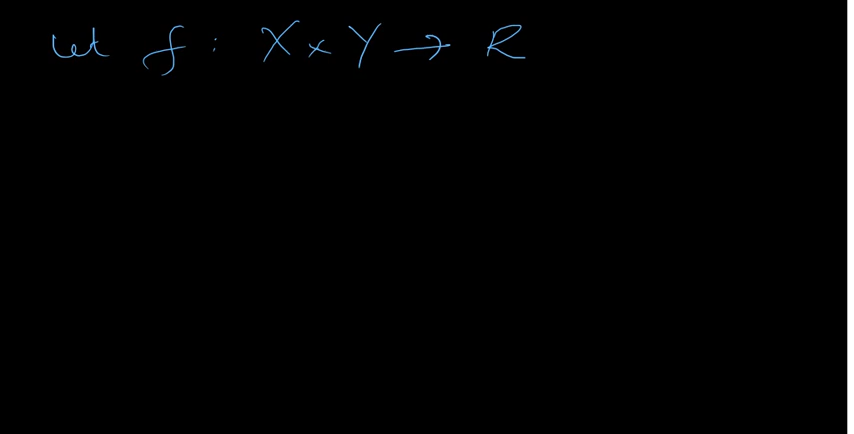 let f : X × Y → R